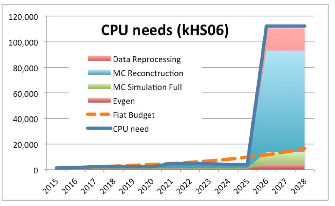 CPU needs (kHS06)
120,000
100,000
80,000
60,000
40,000
20,000
0
Data Reprocessing
MC Reconstruction
MC Simulation Full
Evgen
Flat Budget
CPU need
2015 2016 2017 2018 2019 2020 2021 2022 2023 2024 2025 2026 2027 2028